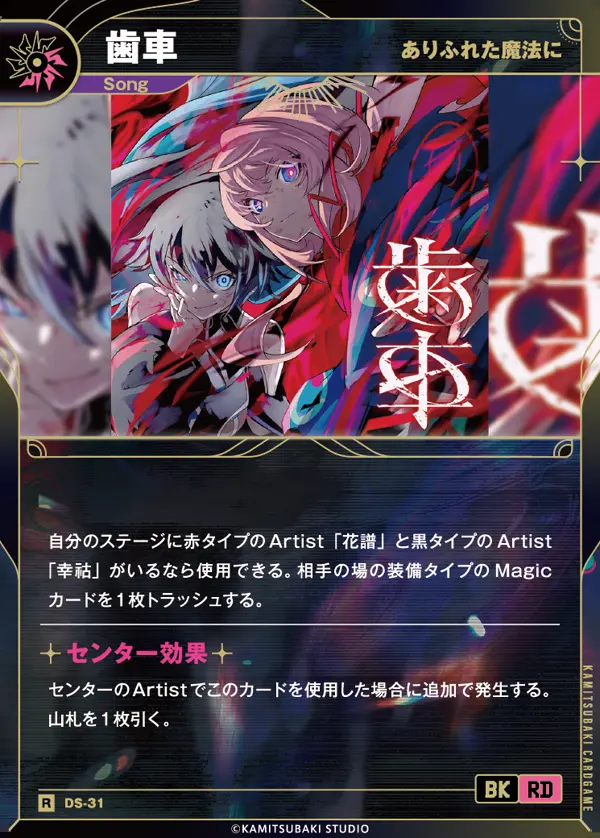 歯車
ありふれた魔法に
Song
歯車
自分のステージに赤タイプのArtist「花譜」と黒タイプのArtist
「幸祜」がいるなら使用できる。相手の場の装備タイプのMagic
カードを1枚トラッシュする。
センター効果
センターのArtistでこのカードを使用した場合に追加で発生する。
山札を1枚引く。
KAMITSUBAKI CARDGAME
BK RD
R DS-31
©KAMITSUBAKI STUDIO